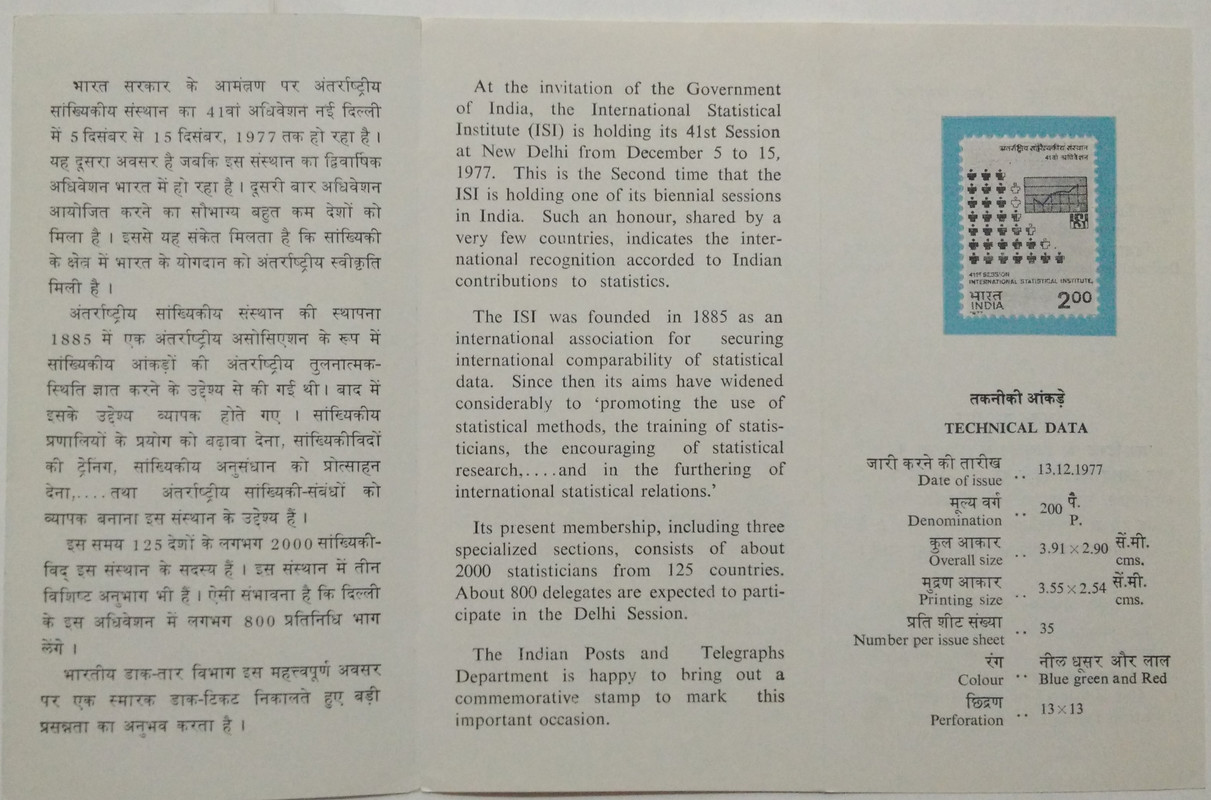 भारत सरकार के आमंत्रण पर अंतर्राष्ट्रीय
सांख्यिकीय संस्थान का 41वां अधिवेशन नई दिल्ली
में 5 दिसंबर से 15 दिसंबर, 1977 तक हो रहा है ।
यह दूसरा अवसर है जबकि इस संस्थान का द्विवार्षिक
अधिवेशन भारत में हो रहा है । दूसरी बार अधिवेशन
आयोजित करने का सौभाग्य बहुत कम देशों को
मिला है । इससे यह संकेत मिलता है कि सांख्यिकी
के क्षेत्र में भारत के योगदान को अंतर्राष्ट्रीय स्वीकृति
मिली है ।
अंतर्राष्ट्रीय सांख्यिकीय संस्थान की स्थापना
1885 में एक अंतर्राष्ट्रीय असोसिएशन के रूप में
सांख्यिकीय आंकड़ों की अंतर्राष्ट्रीय तुलनात्मक-
स्थिति ज्ञात करने के उद्देश्य से की गई थी । बाद में
इसके उद्देश्य व्यापक होते गए । सांख्यिकीय
प्रणालियों के प्रयोग को बढ़ावा देना, सांख्यिकीविदों
की ट्रेनिंग, सांख्यिकीय अनुसंधान को प्रोत्साहन
देना,....तथा अंतर्राष्ट्रीय सांख्यिकी-संबंधों को
व्यापक बनाना इस संस्थान के उद्देश्य हैं ।
इस समय 125 देशों के लगभग 2000 सांख्यिकी-
विद् इस संस्थान के सदस्य हैं । इस संस्थान में तीन
विशिष्ट अनुभाग भी हैं । ऐसी संभावना है कि दिल्ली
के इस अधिवेशन में लगभग 800 प्रतिनिधि भाग
लेंगे ।
भारतीय डाक-तार विभाग इस महत्त्वपूर्ण अवसर
पर एक स्मारक डाक-टिकट निकालते हुए बड़ी
प्रसन्नता का अनुभव करता है ।
At the invitation of the Government
of India, the International Statistical
Institute (ISI) is holding its 41st Session
at New Delhi from December 5 to 15,
1977. This is the Second time that the
ISI is holding one of its biennial sessions
in India. Such an honour, shared by a
very few countries, indicates the inter-
national recognition accorded to Indian
contributions to statistics.
The ISI was founded in 1885 as an
international association for securing
international comparability of statistical
data. Since then its aims have widened
considerably to ‘promoting the use of
statistical methods, the training of statis-
ticians, the encouraging of statistical
research,....and in the furthering of
international statistical relations.’
Its present membership, including three
specialized sections, consists of about
2000 statisticians from 125 countries.
About 800 delegates are expected to parti-
cipate in the Delhi Session.
The Indian Posts and Telegraphs
Department is happy to bring out a
commemorative stamp to mark this
important occasion.
अंतर्राष्ट्रीय सांख्यिकीय संस्थान
41वां अधिवेशन
ISI
41ST SESSION
INTERNATIONAL STATISTICAL INSTITUTE.
भारत
INDIA
200
तकनीकी आंकड़े
TECHNICAL DATA
जारी करने की तारीख
Date of issue .. 13.12.1977
मूल्य वर्ग
Denomination .. 200 पै. P.
कुल आकार
Overall size .. 3.91×2.90 सें.मी. cms.
मुद्रण आकार
Printing size .. 3.55×2.54 सें.मी. cms.
प्रति शीट संख्या
Number per issue sheet .. 35
रंग नील धूसर और लाल
Colour .. Blue green and Red
छिद्रण
Perforation .. 13×13